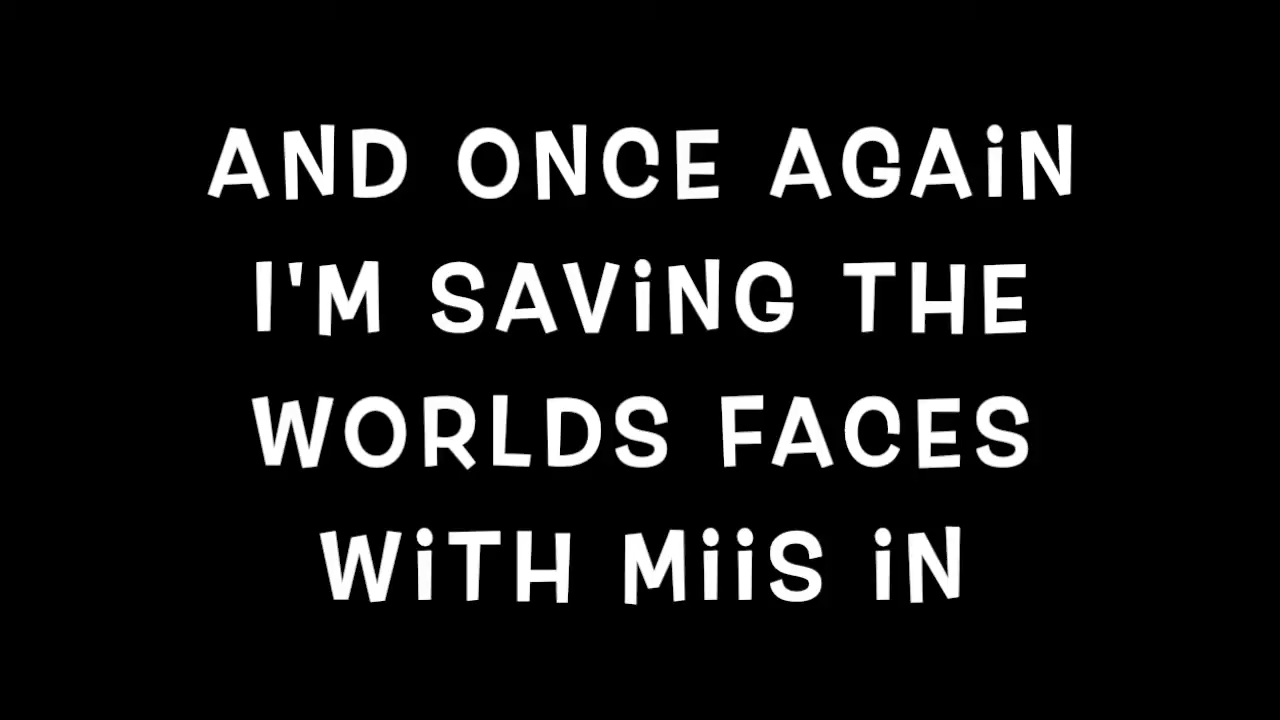 AND ONCE AGAiN
I'M SAViNG THE
WORLDS FACES
WiTH MiiS iN